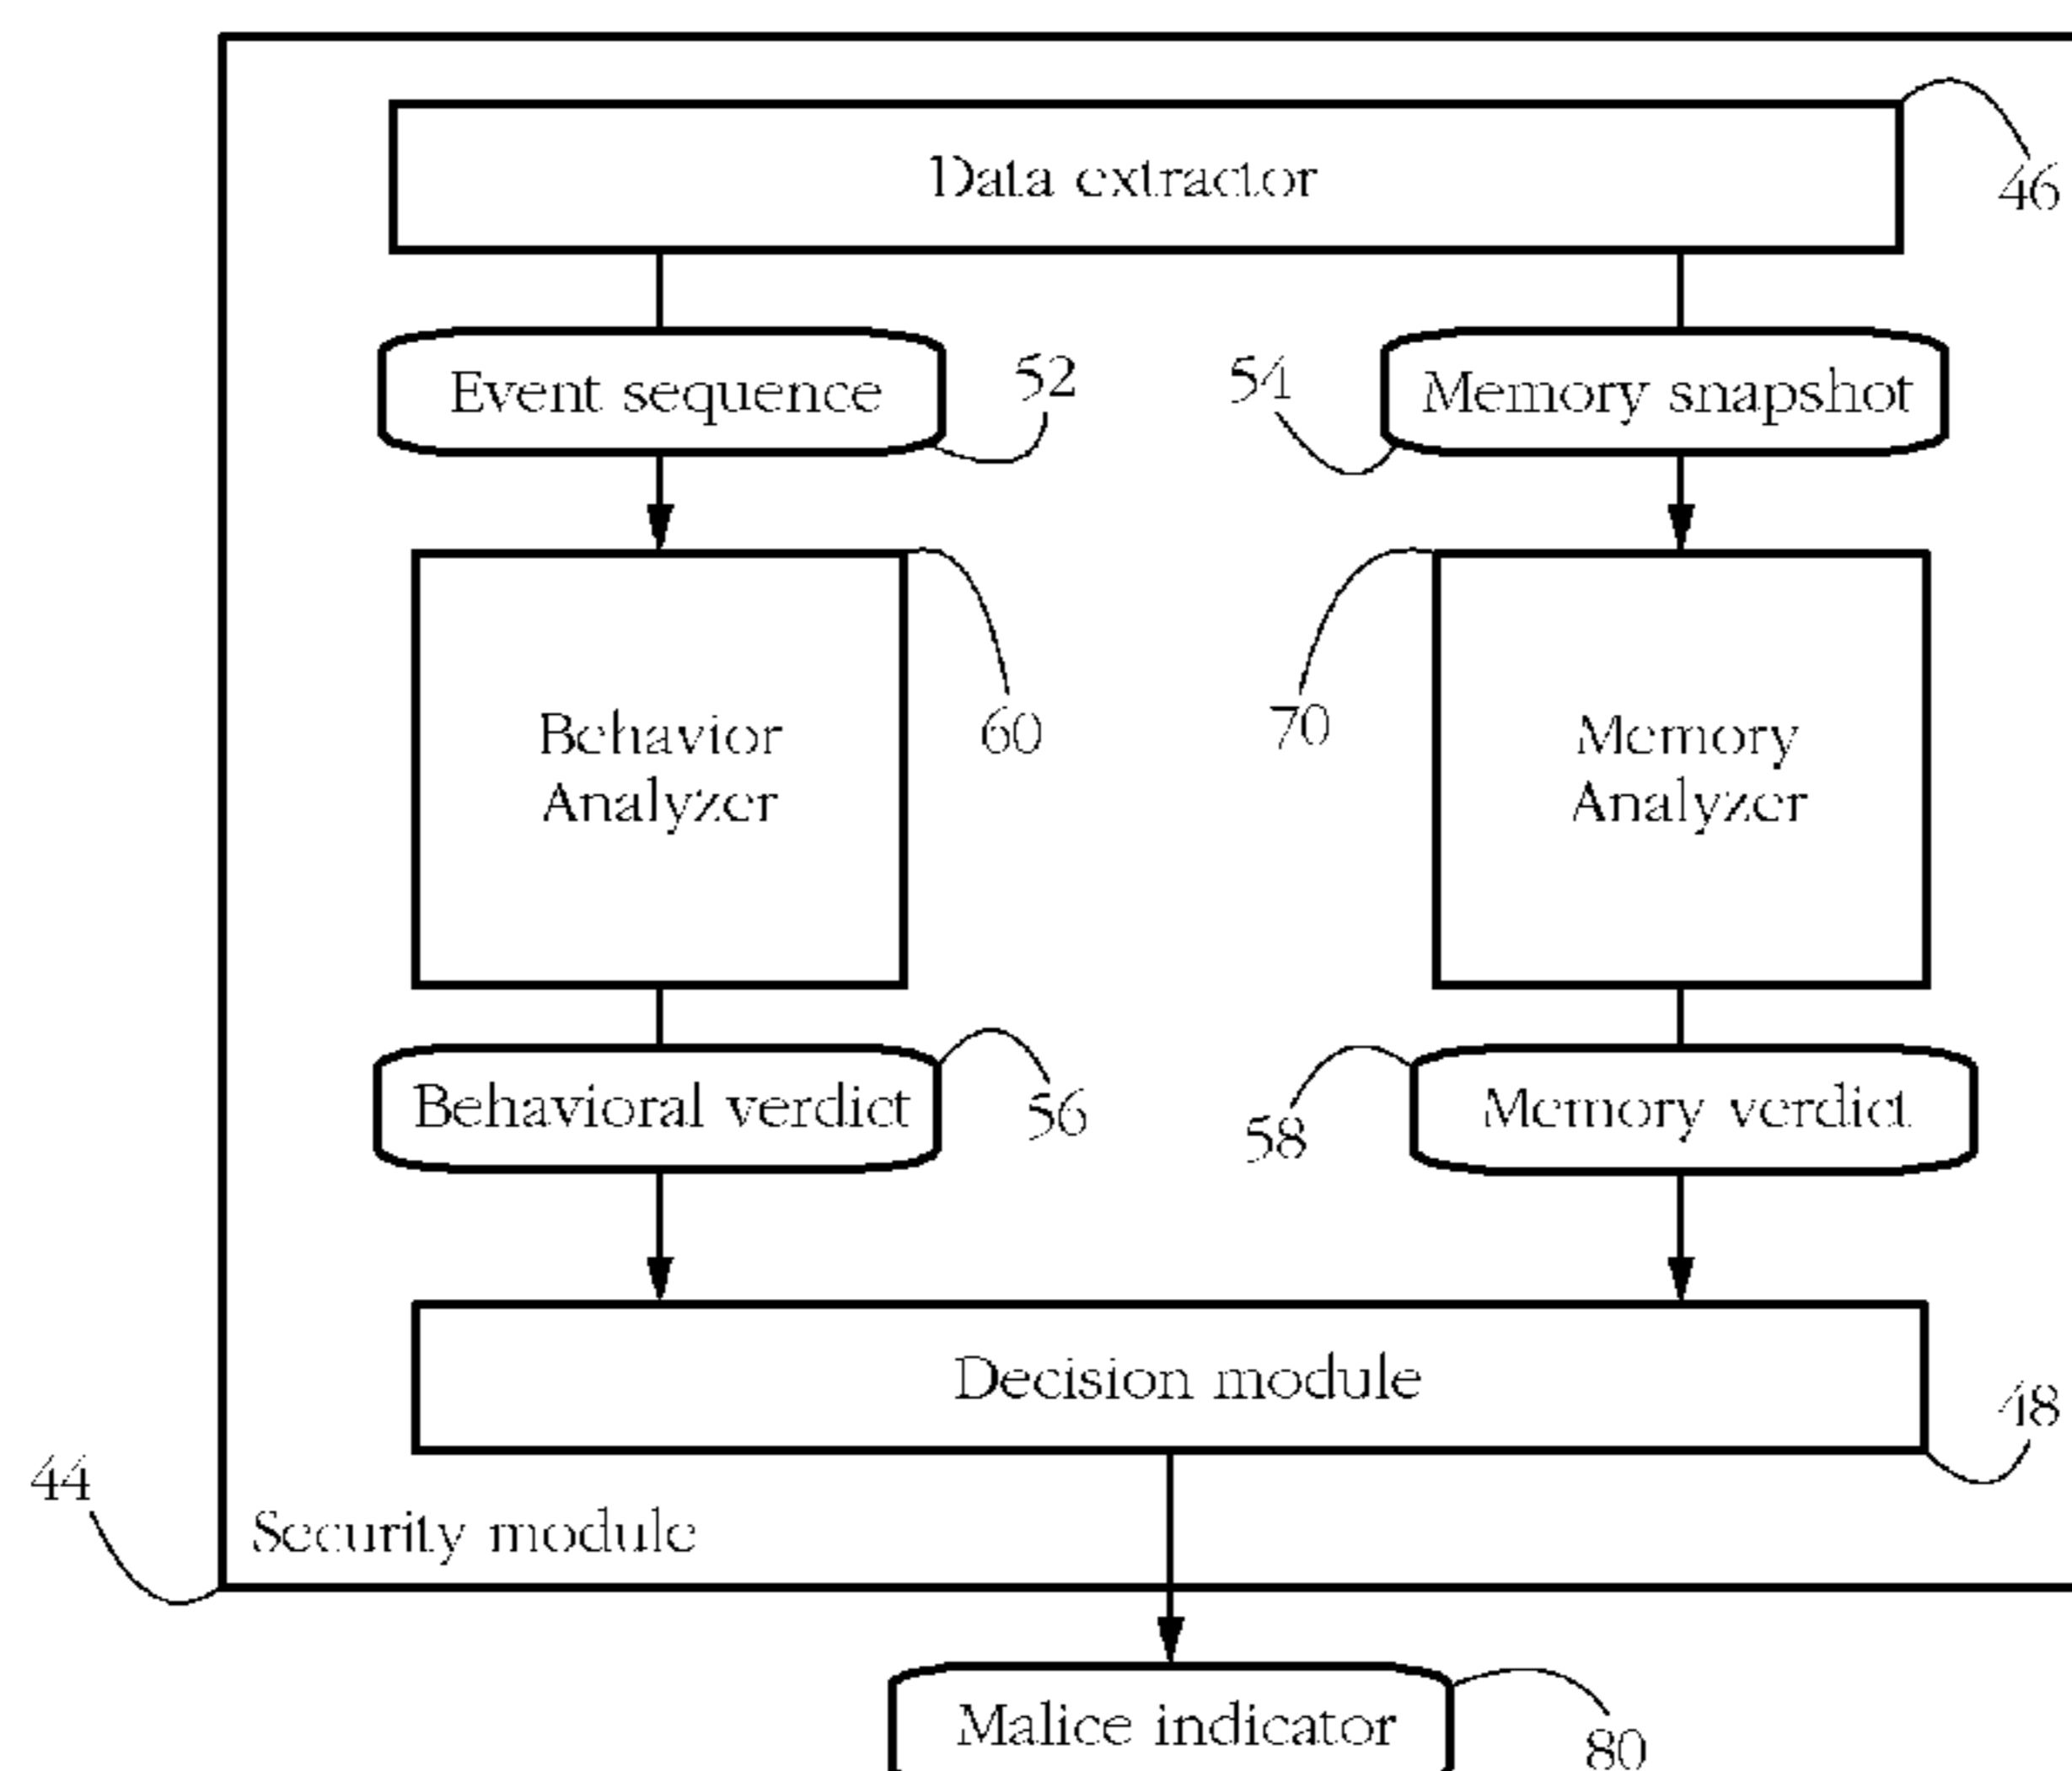 Data extractor
46
Event sequence
52
54
Memory snapshot
Behavior
Analyzer
60
70
Memory
Analyzer
Behavioral verdict
56
58
Memory verdict
Decision module
48
44
Security module
Malice indicator
80